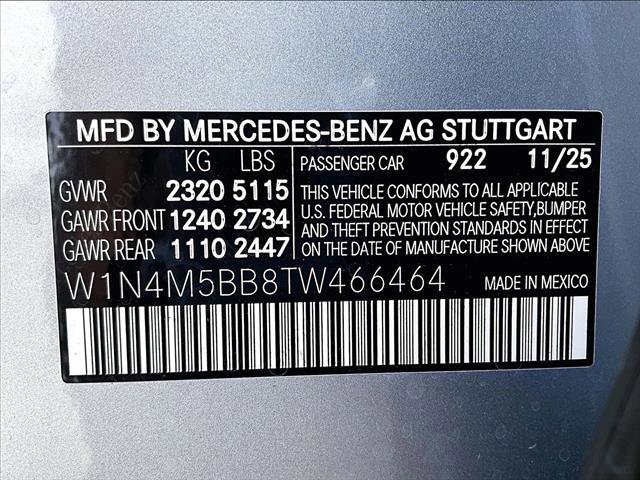 MFD BY MERCEDES-BENZ AG STUTTGART
KG LBS
GVWR 2320 5115
GAWR FRONT 1240 2734
GAWR REAR 1110 2447
PASSENGER CAR 922 11/25
THIS VEHICLE CONFORMS TO ALL APPLICABLE
U.S. FEDERAL MOTOR VEHICLE SAFETY,BUMPER
AND THEFT PREVENTION STANDARDS IN EFFECT
ON THE DATE OF MANUFACTURE SHOWN ABOVE
W1N4M5BB8TW466464
MADE IN MEXICO